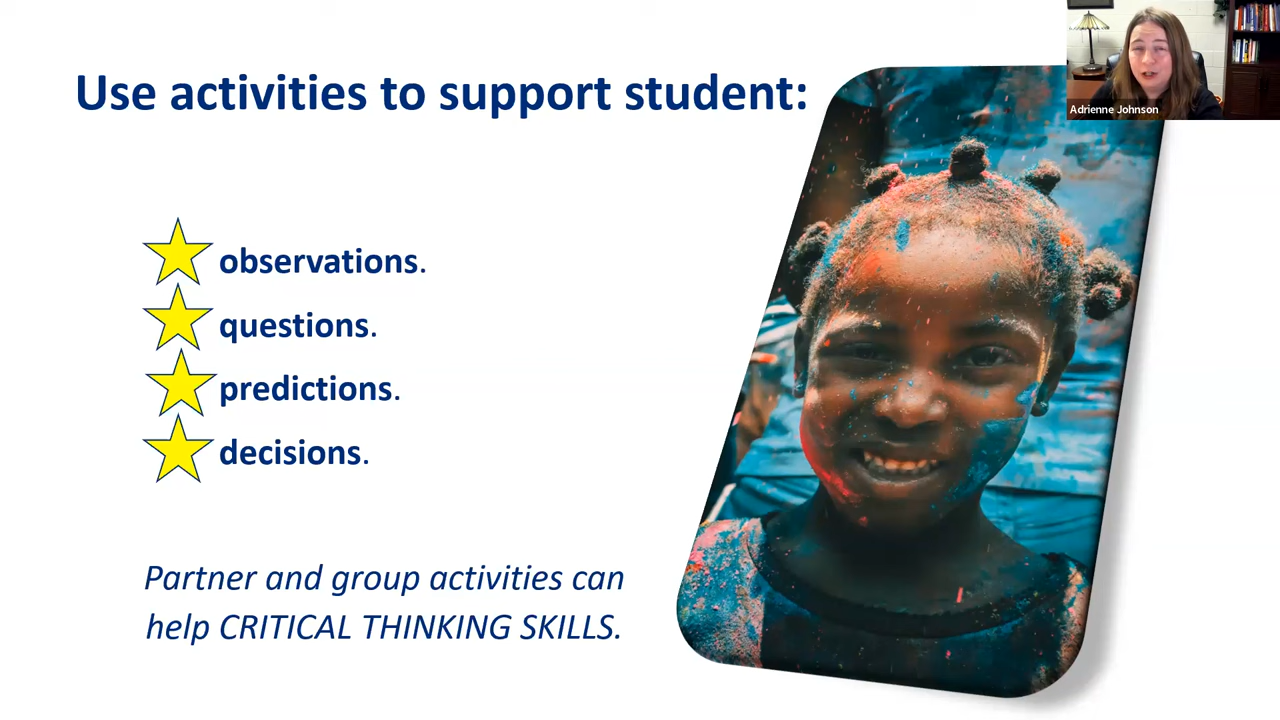 Use activities to support student:
Adrienne Johnson
observations.
questions.
predictions.
decisions.
Partner and group activities can
help CRITICAL THINKING SKILLS.